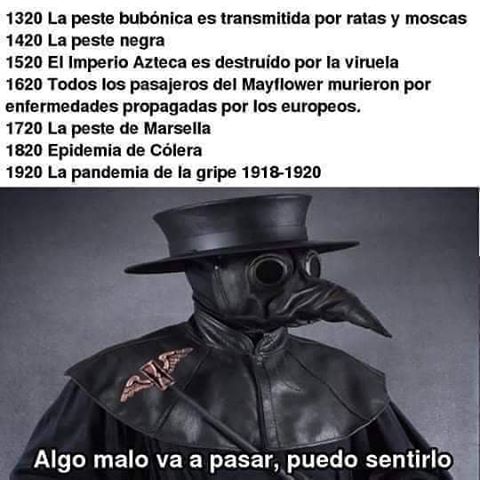 1320 La peste bubónica es transmitida por ratas y moscas
1420 La peste negra
1520 El Imperio Azteca es destruído por la viruela
1620 Todos los pasajeros del Mayflower murieron por
enfermedades propagadas por los europeos.
1720 La peste de Marsella
1820 Epidemia de Cólera
1920 La pandemia de la gripe 1918-1920
Algo malo va a pasar, puedo sentirlo